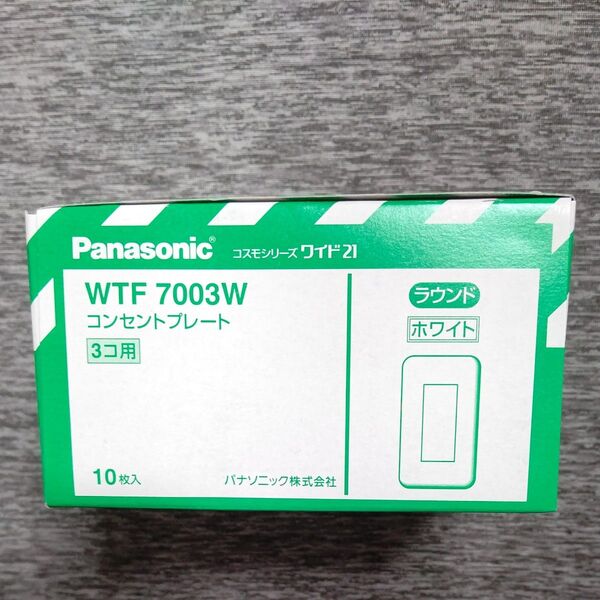 Panasonic® コスモシリーズ ワイド21
WTF 7003W
コンセントプレート
3コ用
10枚入
パナソニック株式会社
ラウンド
ホワイト